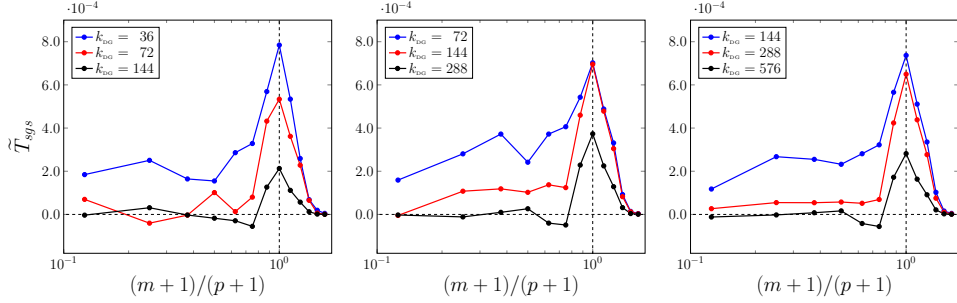 ·10⁻⁴ ·10⁻⁴ ·10⁻⁴
8.0 8.0 8.0
k_DG = 36 k_DG = 72 k_DG = 144
k_DG = 72 k_DG = 144 k_DG = 288
k_DG = 144 k_DG = 288 k_DG = 576
6.0 6.0 6.0
T̃_sgs
4.0 4.0 4.0
2.0 2.0 2.0
0.0 0.0 0.0
10⁻¹ 10⁰ 10⁻¹ 10⁰ 10⁻¹ 10⁰
(m + 1)/(p + 1) (m + 1)/(p + 1) (m + 1)/(p + 1)